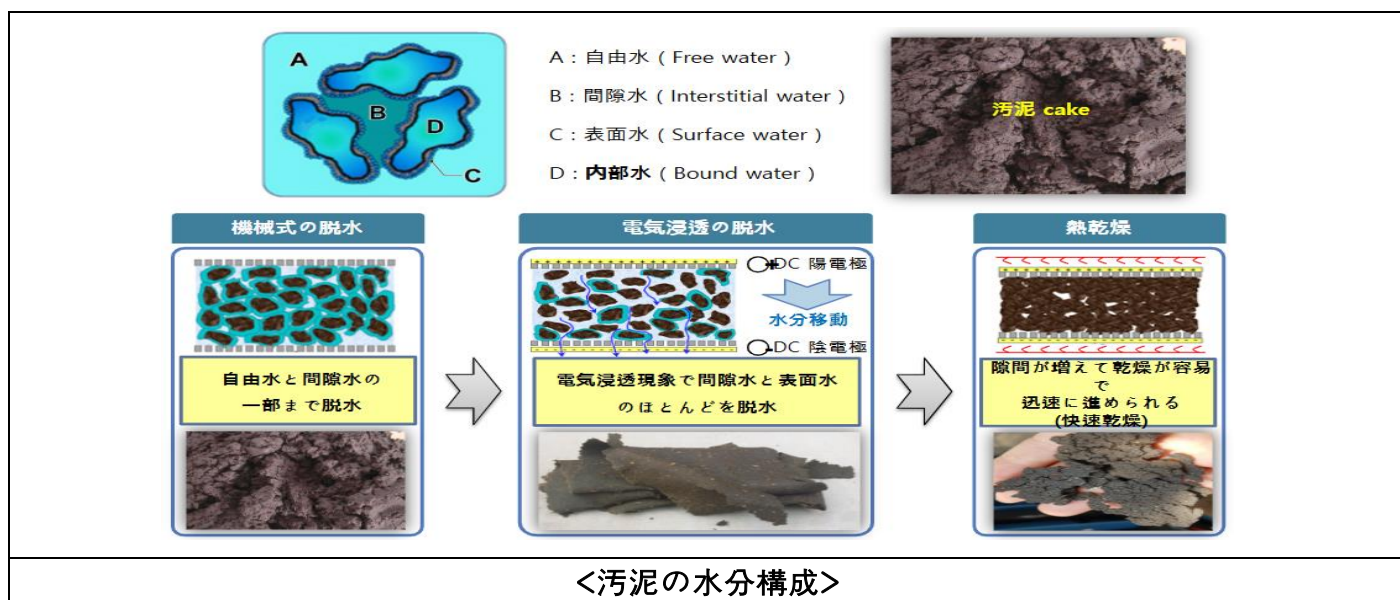 A
B
D
C
A : 自由水 ( Free water )
B : 間隙水 ( Interstitial water )
C : 表面水 ( Surface water )
D : 内部水 ( Bound water )
汚泥 cake
機械式の脱水
自由水と間隙水の
一部まで脱水
電気浸透の脱水
+DC 陽電極
水分移動
-DC 陰電極
電気浸透現象で間隙水と表面水
のほとんどを脱水
熱乾燥
隙間が増えて乾燥が容易
で
迅速に進められる
(快速乾燥)
<汚泥の水分構成>